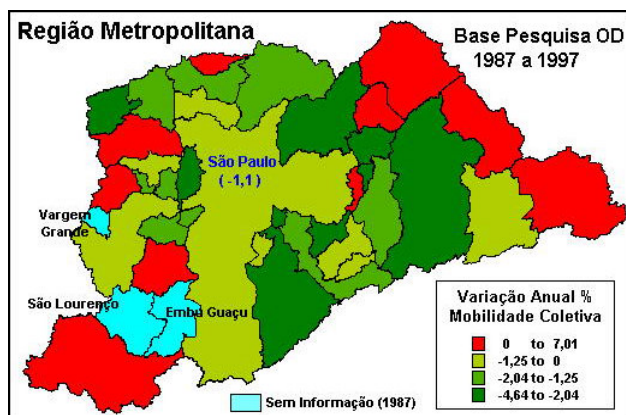 Região Metropolitana
Base Pesquisa OD
1987 a 1997
São Paulo
( -1,1 )
Vargem
Grande
São Lourenço
Embu Guaçu
Variação Anual %
Mobilidade Coletiva
0 to 7,01
-1,25 to 0
-2,04 to -1,25
-4,64 to -2,04
Sem Informação (1987)